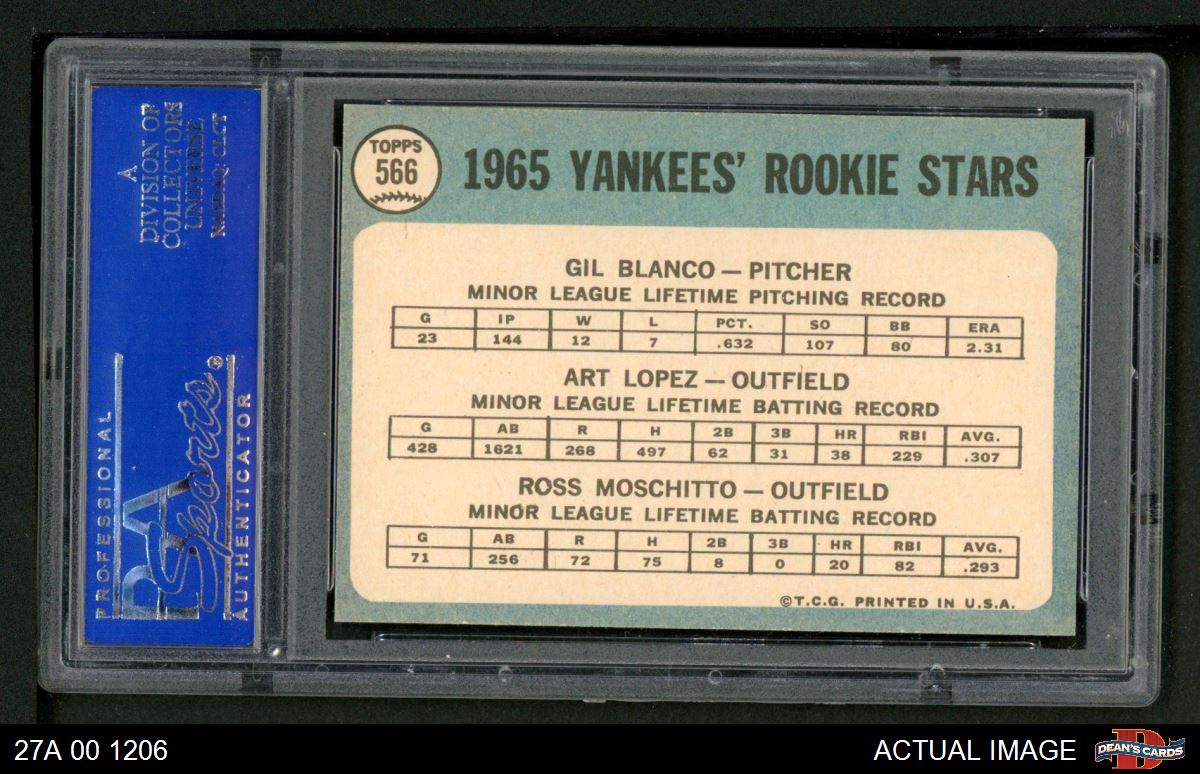 A
DIVISION OF
COLLECTORS
UNIVERSE
NASDAQ: CLCT
PROFESSIONAL
PSA Sports®
AUTHENTICATOR
TOPPS
566
1965 YANKEES' ROOKIE STARS
GIL BLANCO — PITCHER
MINOR LEAGUE LIFETIME PITCHING RECORD
G IP W L PCT. SO BB ERA
23 144 12 7 .632 107 80 2.31
ART LOPEZ — OUTFIELD
MINOR LEAGUE LIFETIME BATTING RECORD
G AB R H 2B 3B HR RBI AVG.
428 1621 268 497 62 31 38 229 .307
ROSS MOSCHITTO — OUTFIELD
MINOR LEAGUE LIFETIME BATTING RECORD
G AB R H 2B 3B HR RBI AVG.
71 256 72 75 8 0 20 82 .293
©T.C.G. PRINTED IN U.S.A.
27A 00 1206
ACTUAL IMAGE
D
DEAN'S CARDS